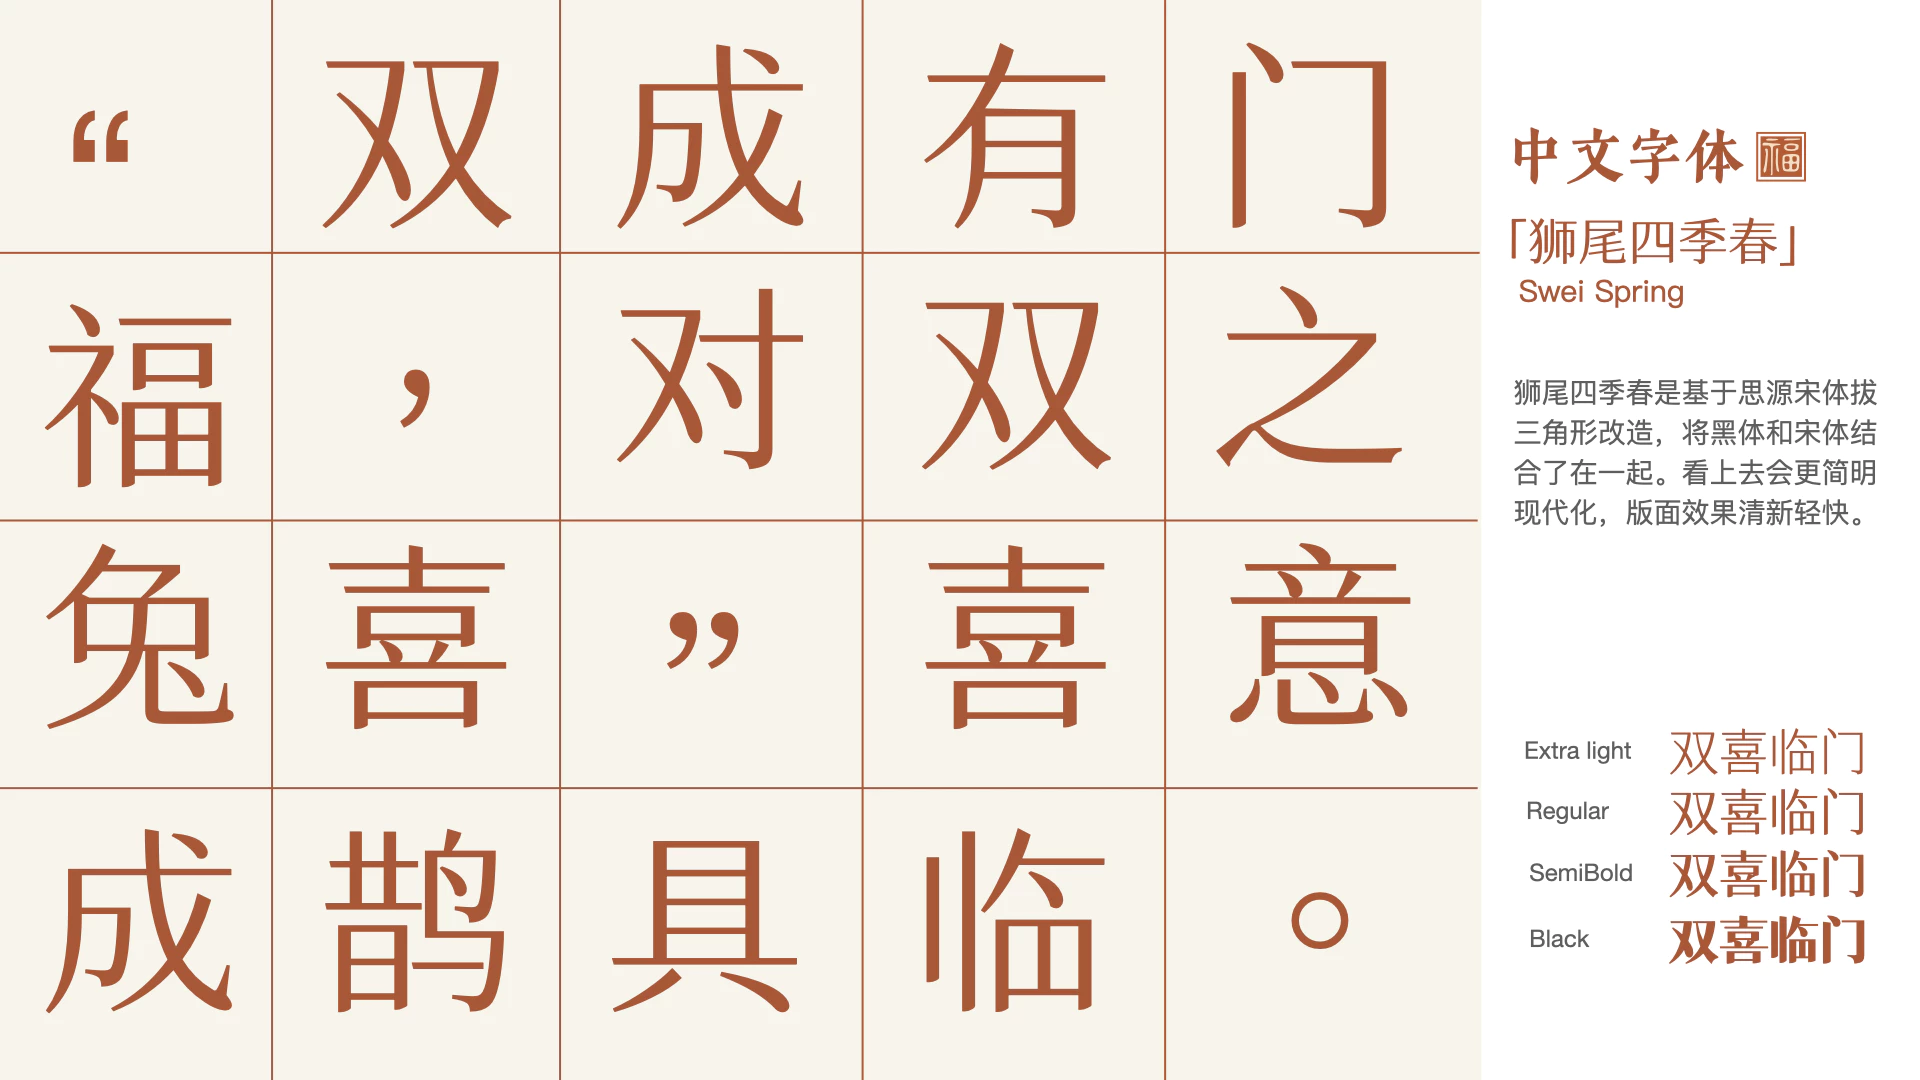 “双成有门
福，对双之
兔喜”喜意
成鹊具临。
中文字体 福
「狮尾四季春」
Swei Spring
狮尾四季春是基于思源宋体拔
三角形改造，将黑体和宋体结
合了在一起。看上去会更简明
现代化，版面效果清新轻快。
Extra light 双喜临门
Regular 双喜临门
SemiBold 双喜临门
Black 双喜临门